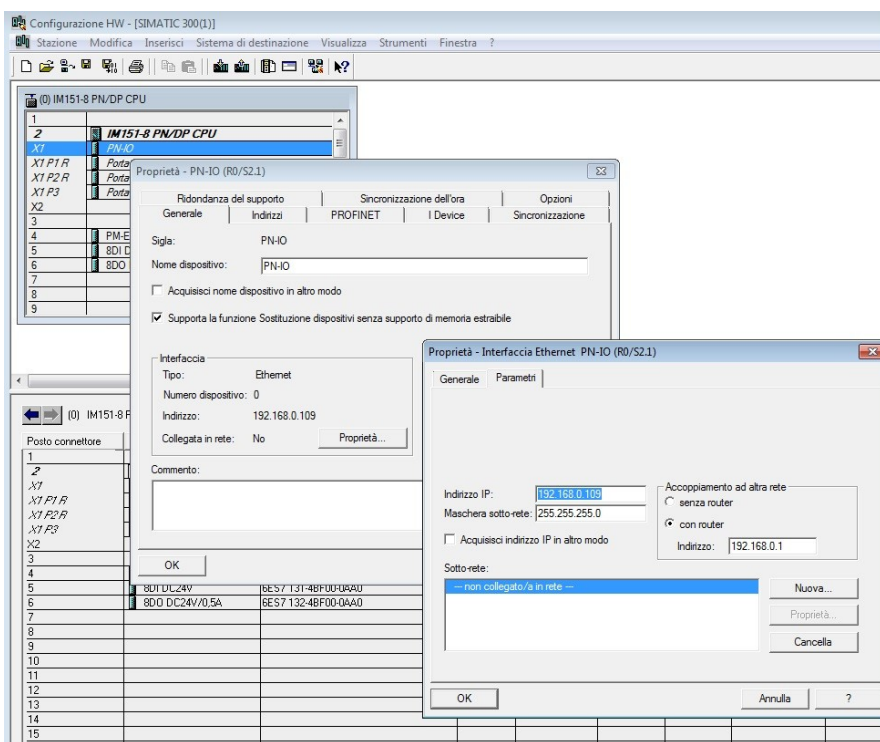 Configurazione HW - [SIMATIC 300(1)]
Stazione Modifica Inserisci Sistema di destinazione Visualizza Strumenti Finestra ?
(0) IM151-8 PN/DP CPU
1
2 IM151-8 PN/DP CPU
X1 PN-IO
X1 P1 R Porta
X1 P2 R Porta
X1 P3 Porta
X2
3
4 PM-E
5 8DI D
6 8DO
7
8
9
Proprietà - PN-IO (R0/S2.1)
Ridondanza del supporto Sincronizzazione dell'ora Opzioni
Generale Indirizzi PROFINET I Device Sincronizzazione
Sigla: PN-IO
Nome dispositivo: PN-IO
Acquisisci nome dispositivo in altro modo
Supporta la funzione Sostituzione dispositivi senza supporto di memoria estraibile
Interfaccia
Tipo: Ethernet
Numero dispositivo: 0
Indirizzo: 192.168.0.109
Collegata in rete: No Proprietà...
Commento:
OK
Proprietà - Interfaccia Ethernet PN-IO (R0/S2.1)
Generale Parametri
Indirizzo IP: 192.168.0.109
Maschera sotto-rete: 255.255.255.0
Acquisisci indirizzo IP in altro modo
Accoppiamento ad altra rete
senza router
con router
Indirizzo: 192.168.0.1
Sotto-rete:
--- non collegato/a in rete ---
Nuova...
Proprietà...
Cancella
OK Annulla ?
(0) IM151-8 P
Posto connettore
1
2
X1
X1 P1 R
X1 P2 R
X1 P3
X2
3
4
5 8DI DC24V 6ES7 131-4BF00-0AA0
6 8DO DC24V/0,5A 6ES7 132-4BF00-0AA0
7
8
9
10
11
12
13
14
15